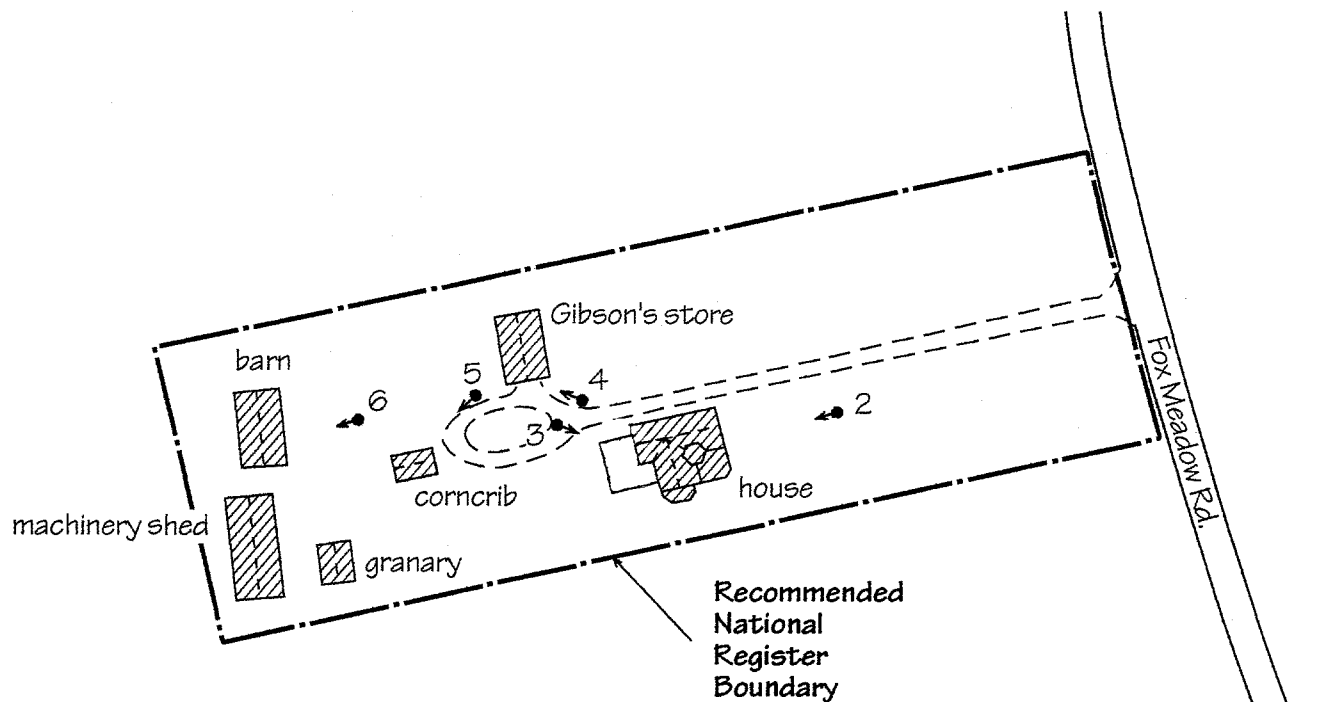 Gibson's store
barn
5
4
6
3
2
Fox Meadow Rd.
corncrib
house
machinery shed
granary
Recommended
National
Register
Boundary